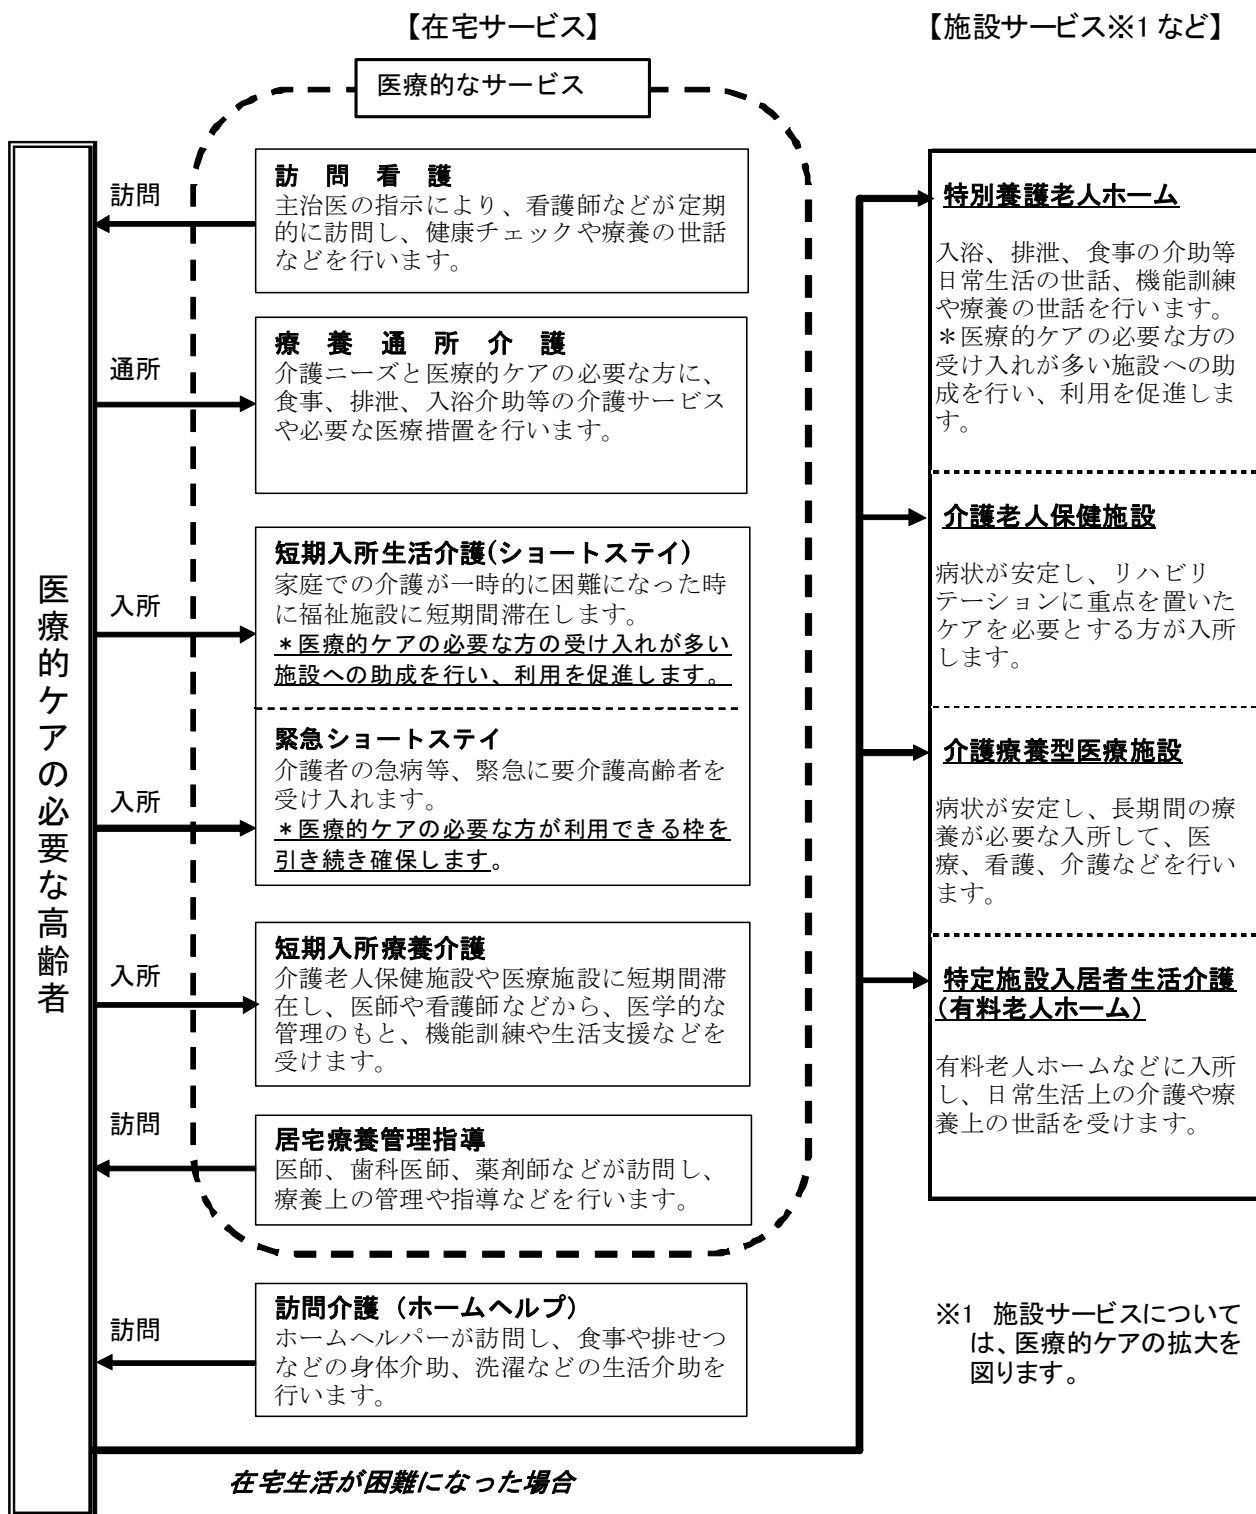 【在宅サービス】
【施設サービス※1 など】
医療的なサービス
医療的ケアの必要な高齢者
訪問
訪問看護
主治医の指示により、看護師などが定期
的に訪問し、健康チェックや療養の世話
などを行います。
通所
療養通所介護
介護ニーズと医療的ケアの必要な方に、
食事、排泄、入浴介助等の介護サービス
や必要な医療措置を行います。
入所
短期入所生活介護(ショートステイ)
家庭での介護が一時的に困難になった時
に福祉施設に短期間滞在します。
＊医療的ケアの必要な方の受け入れが多い
施設への助成を行い、利用を促進します。
入所
緊急ショートステイ
介護者の急病等、緊急に要介護高齢者を
受け入れます。
＊医療的ケアの必要な方が利用できる枠を
引き続き確保します。
入所
短期入所療養介護
介護老人保健施設や医療施設に短期間滞
在し、医師や看護師などから、医学的な
管理のもと、機能訓練や生活支援などを
受けます。
訪問
居宅療養管理指導
医師、歯科医師、薬剤師などが訪問し、
療養上の管理や指導などを行います。
訪問
訪問介護（ホームヘルプ）
ホームヘルパーが訪問し、食事や排せつ
などの身体介助、洗濯などの生活介助を
行います。
在宅生活が困難になった場合
特別養護老人ホーム
入浴、排泄、食事の介助等
日常生活の世話、機能訓練
や療養の世話を行います。
＊医療的ケアの必要な方の
受け入れが多い施設への助
成を行い、利用を促進しま
す。
介護老人保健施設
病状が安定し、リハビリ
テーションに重点を置いた
ケアを必要とする方が入所
します。
介護療養型医療施設
病状が安定し、長期間の療
養が必要な入所して、医
療、看護、介護などを行い
ます。
特定施設入居者生活介護
(有料老人ホーム)
有料老人ホームなどに入所
し、日常生活上の介護や療
養上の世話を受けます。
※1 施設サービスについて
は、医療的ケアの拡大を
図ります。